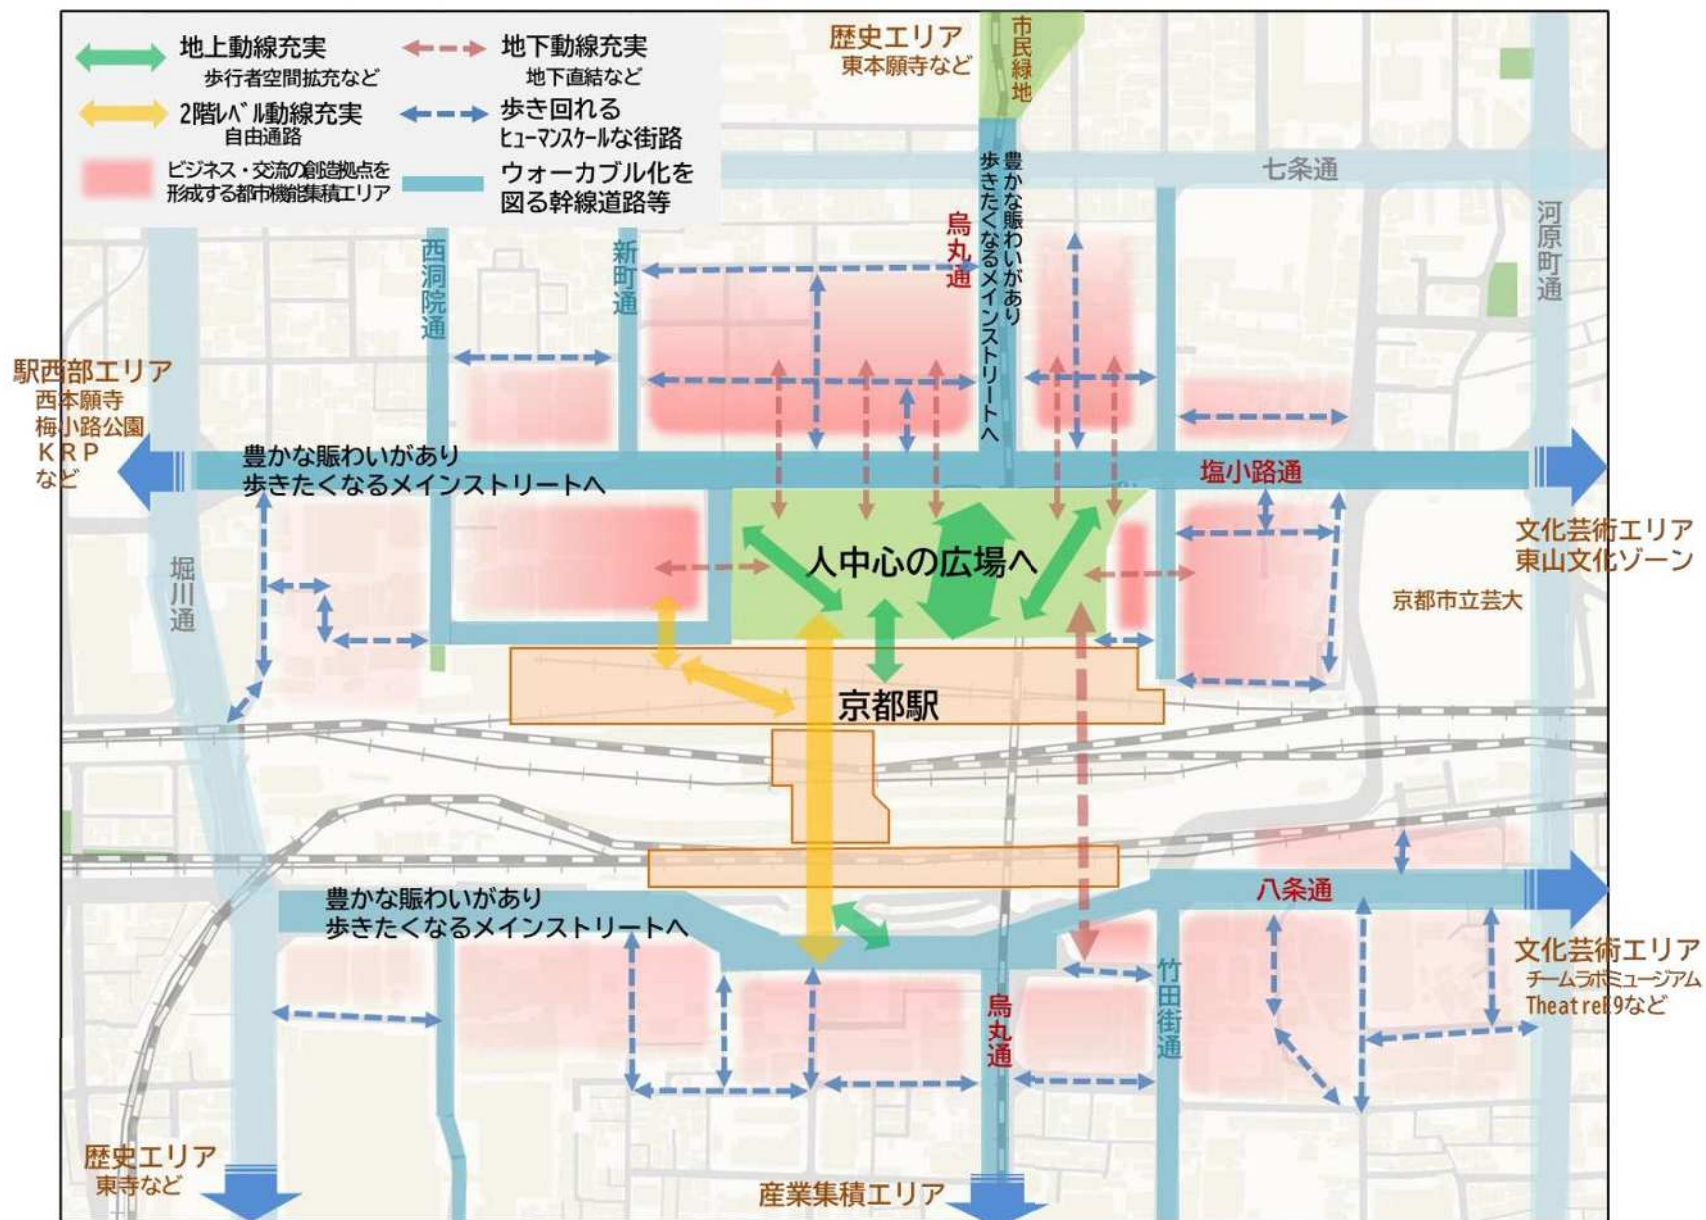 地上動線充実
歩行者空間拡充など
2階レベル動線充実
自由通路
ビジネス・交流の創造拠点を
形成する都市機能集積エリア
地下動線充実
地下直結など
歩き回れる
ヒューマンスケールな街路
ウォーカブル化を
図る幹線道路等
歴史エリア
東本願寺など
市民緑地
七条通
豊かな賑わいがあり
歩きたくなるメインストリートへ
烏丸通
河原町通
西洞院通
新町通
駅西部エリア
西本願寺
梅小路公園
KRP
など
豊かな賑わいがあり
歩きたくなるメインストリートへ
塩小路通
文化芸術エリア
東山文化ゾーン
堀川通
人中心の広場へ
京都市立芸大
京都駅
豊かな賑わいがあり
歩きたくなるメインストリートへ
八条通
文化芸術エリア
チームラボミュージアム
TheatreE9など
烏丸通
竹田街道
歴史エリア
東寺など
産業集積エリア